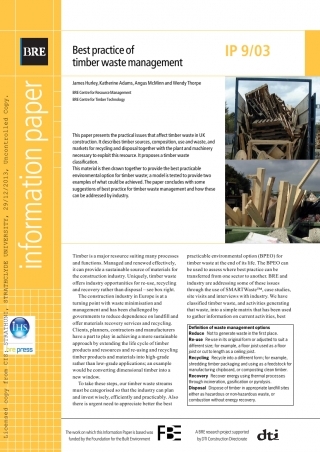 BRE
Best practice of
timber waste management
IP 9/03
James Hurley, Katherine Adams, Angus McMinn and Wendy Thorpe
BRE Centre for Resource Management
BRE Centre for Timber Technology
information paper
This paper presents the practical issues that affect timber waste in UK
construction. It describes timber sources, composition, use and waste, and
markets for recycling and disposal together with the plant and machinery
necessary to exploit this resource. It proposes a timber waste
classification.
This material is then drawn together to provide the best practicable
environmental option for timber waste; a model is tested to provide two
examples of what could be achieved. The paper concludes with some
suggestions of best practice for timber waste management and how these
can be addressed by industry.
Timber is a major resource suiting many processes
and functions. Managed and renewed effectively,
it can provide a sustainable source of materials for
the construction industry. Uniquely, timber waste
offers industry opportunities for re-use, recycling
and recovery rather than disposal – see box below.
The construction industry in Europe is at a
turning point with waste minimisation and
management and has been challenged by
government to reduce dependence on landfill and
offer materials recovery services and recycling.
Clients, planners, contractors and manufacturers
have a part to play in achieving a more sustainable
approach by extending the life cycle of timber
products and resources and re-using and recycling
timber products and materials into high-grade
rather than low-grade applications; an example
would be converting dimensional timber into a
new window.
To take these steps, our timber waste streams
must be categorised so that the industry can plan
and invest wisely, efficiently and practicably. Also
there is urgent need to appreciate better the best
practicable environmental option (BPEO) for
timber waste at the end of its life. The BPEO can
be used to assess where best practice can be
transferred from one sector to another. BRE and
industry are addressing some of these issues
through the use of SMARTWaste™, case studies,
site visits and interviews with industry. We have
classified timber waste, and activities generating
that waste, into a simple matrix that has been used
to gather information on current activities, but
Definition of waste management options
Reduce Not to generate waste in the first place.
Re-use Re-use in its original form or adjusted to suit a
different use; for example, a floor joist used as a floor
joist or cut to length as a ceiling joist.
Recycling Recycle into a different form; for example,
shredding timber packaging and using as a feedstock for
manufacturing chipboard, or composting clean timber.
Recovery Recover energy using thermal processes
through incineration, gasification or pyrolysis.
Disposal Dispose of timber in appropriate landfill sites
either as hazardous or non-hazardous waste, or
combustion without energy recovery.
IHS
bre press
The work on which this Information Paper is based was
funded by the Foundation for the Built Environment
FBE
A BRE research project supported
by DTI Construction Directorate
dti